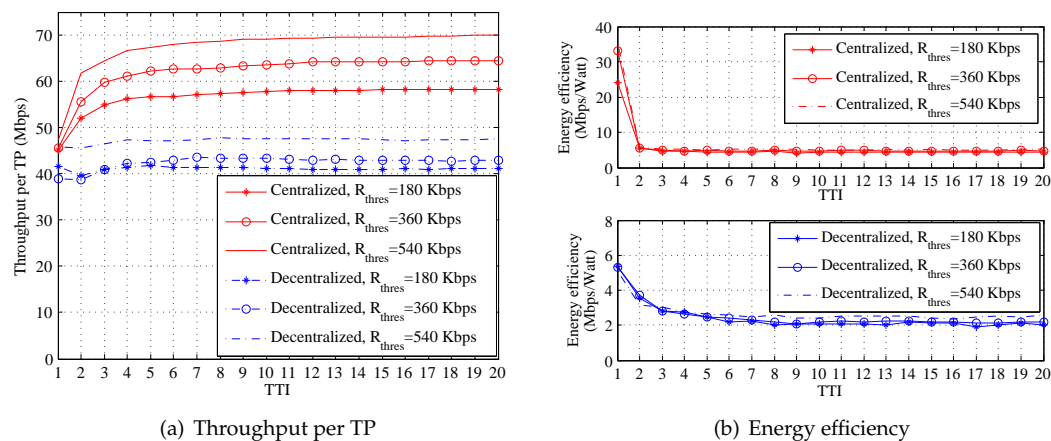 70
60
50
40
30
20
10
0
Throughput per TP (Mbps)
Centralized, R_thres=180 Kbps
Centralized, R_thres=360 Kbps
Centralized, R_thres=540 Kbps
Decentralized, R_thres=180 Kbps
Decentralized, R_thres=360 Kbps
Decentralized, R_thres=540 Kbps
1 2 3 4 5 6 7 8 9 10 11 12 13 14 15 16 17 18 19 20
TTI
(a) Throughput per TP
40
30
20
10
0
Energy efficiency
(Mbps/Watt)
Centralized, R_thres=180 Kbps
Centralized, R_thres=360 Kbps
Centralized, R_thres=540 Kbps
1 2 3 4 5 6 7 8 9 10 11 12 13 14 15 16 17 18 19 20
TTI
8
6
4
2
0
Energy efficiency
(Mbps/Watt)
Decentralized, R_thres=180 Kbps
Decentralized, R_thres=360 Kbps
Decentralized, R_thres=540 Kbps
1 2 3 4 5 6 7 8 9 10 11 12 13 14 15 16 17 18 19 20
TTI
(b) Energy efficiency